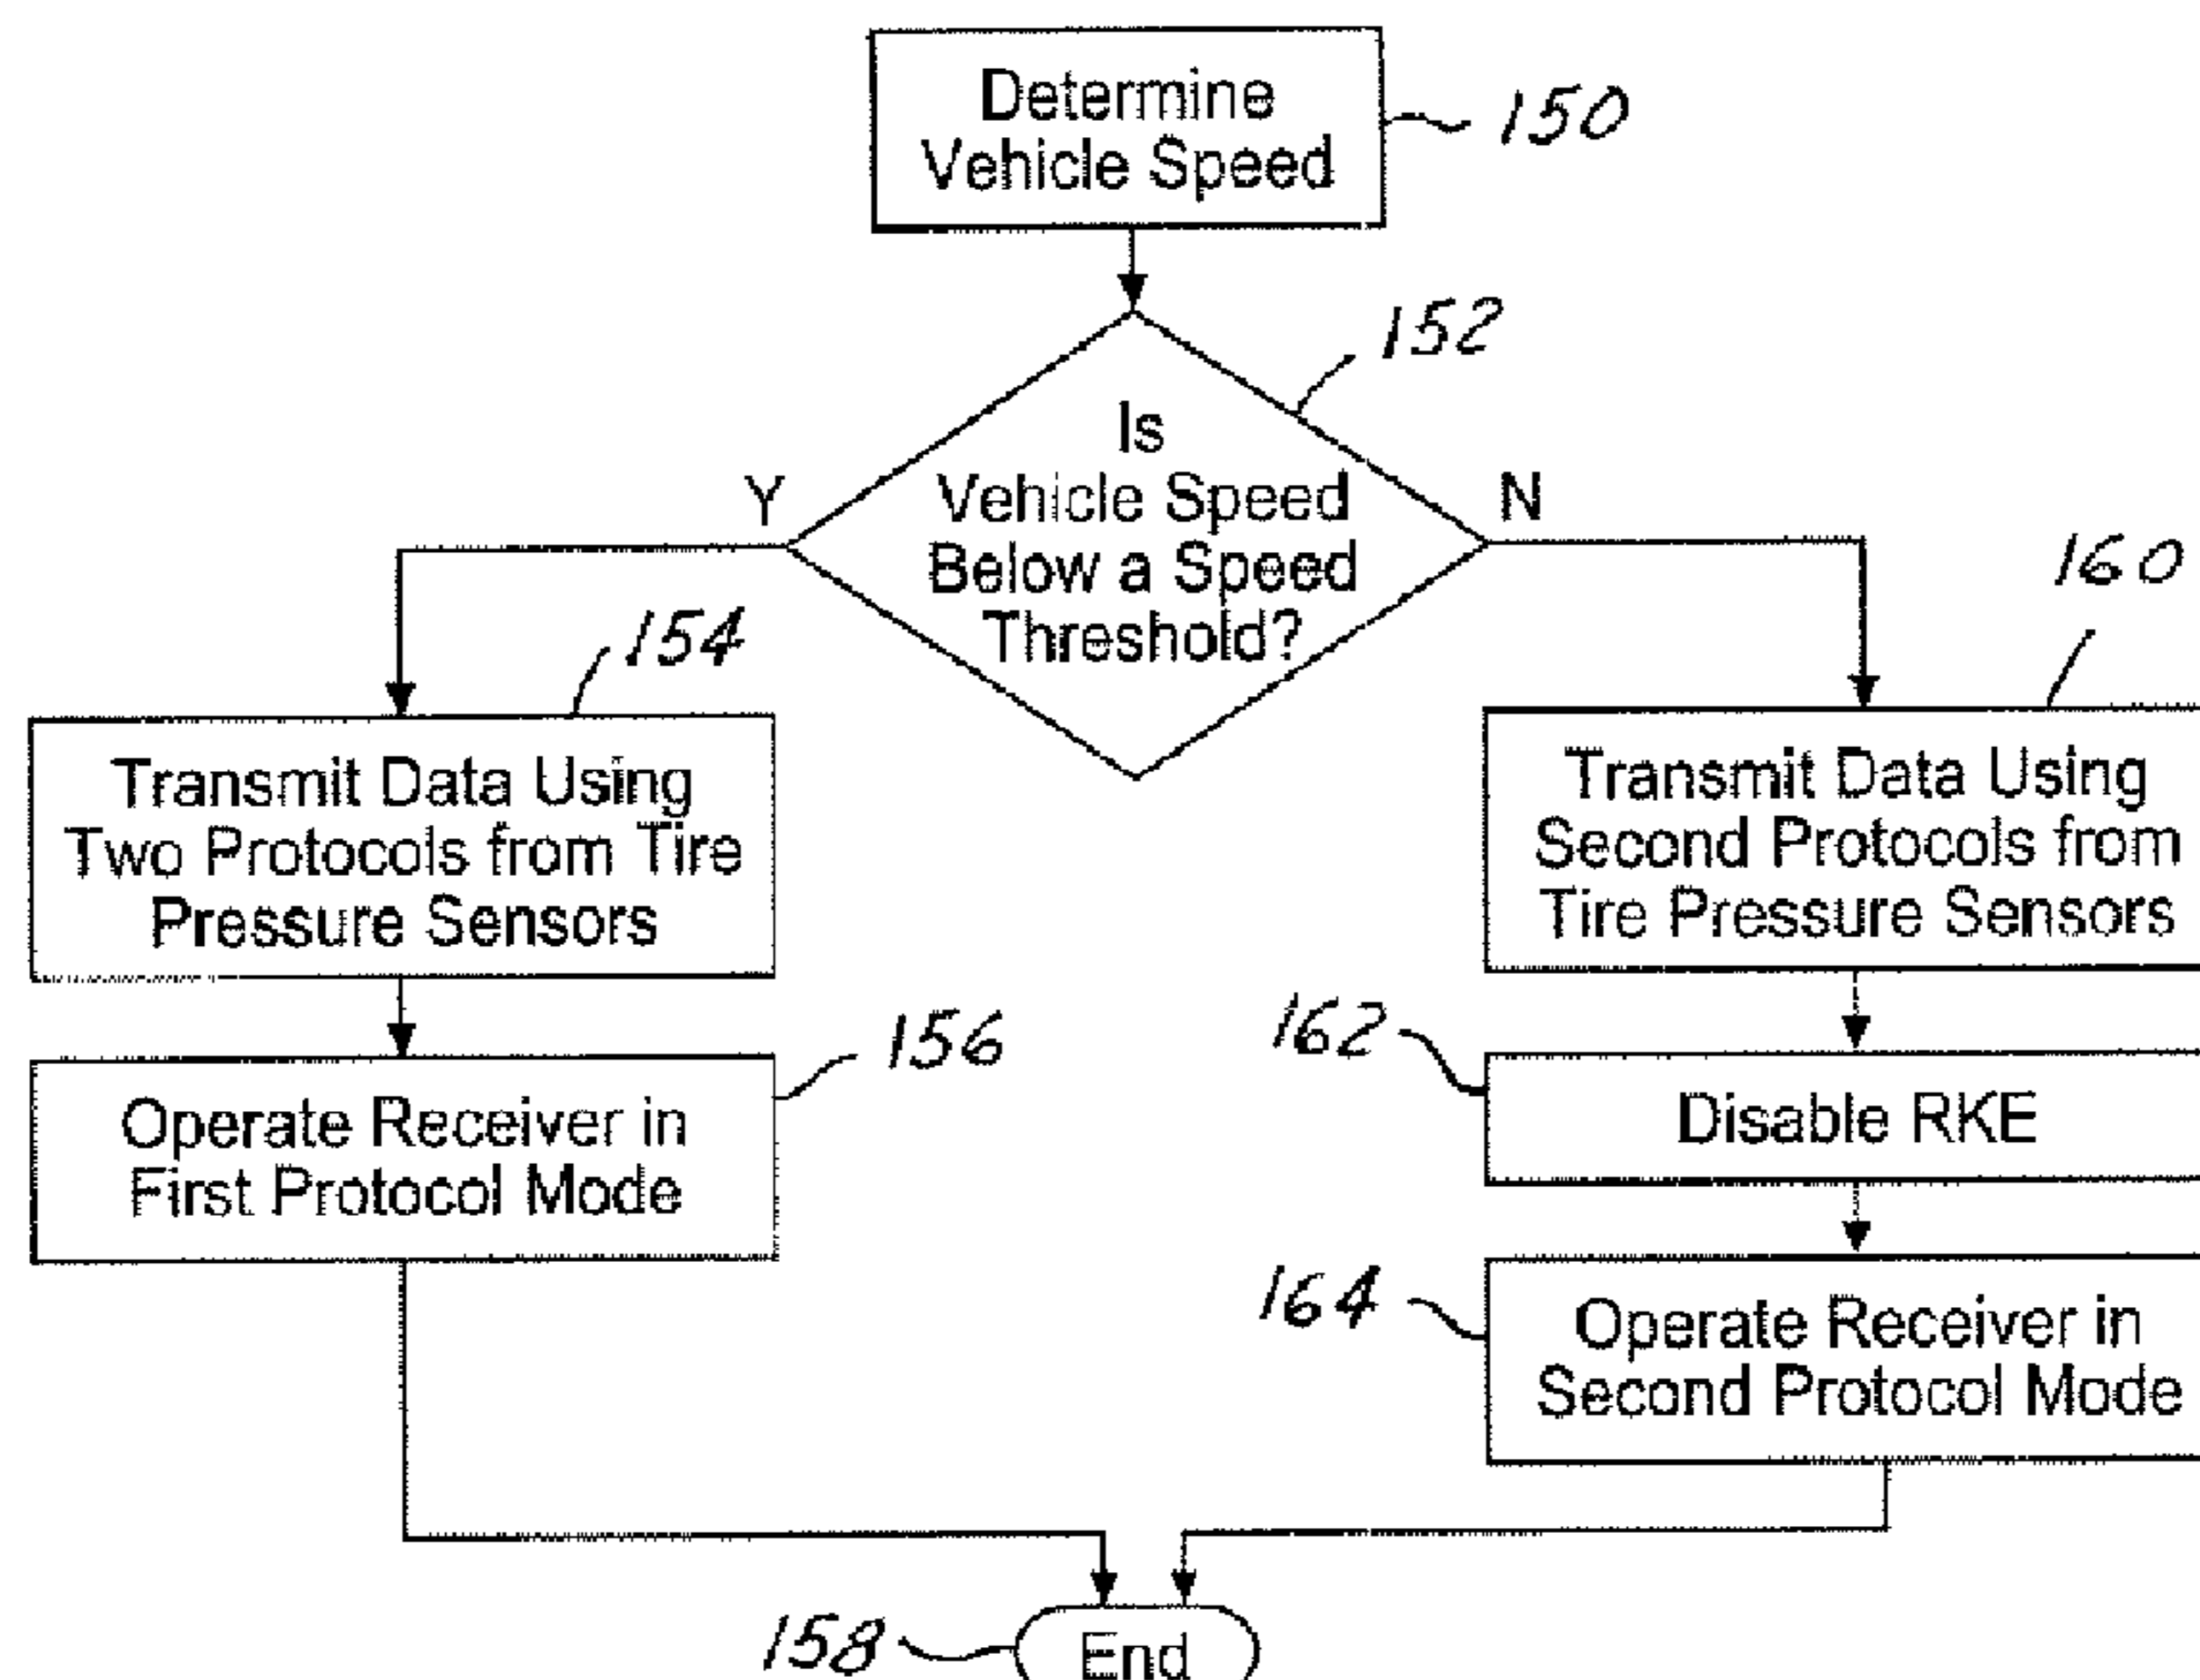 Determine
Vehicle Speed
150
152
Is
Vehicle Speed
Below a Speed
Threshold?
Y
N
154
160
Transmit Data Using
Two Protocols from Tire
Pressure Sensors
Transmit Data Using
Second Protocols from
Tire Pressure Sensors
156
Operate Receiver in
First Protocol Mode
162
Disable RKE
164
Operate Receiver in
Second Protocol Mode
158
End